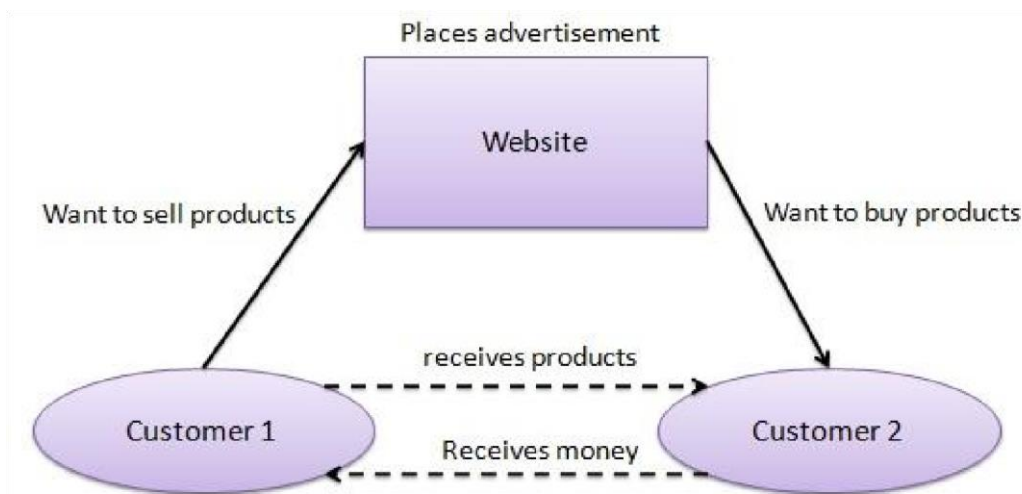 Places advertisement
Website
Want to sell products
Want to buy products
receives products
Customer 1
Customer 2
Receives money